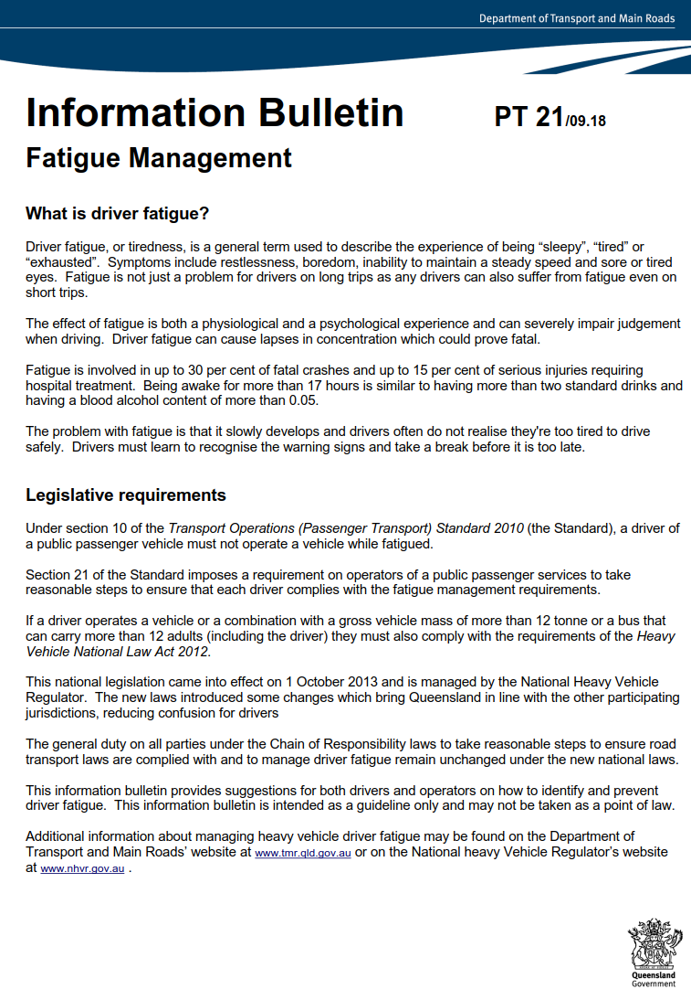 Department of Transport and Main Roads
Information Bulletin PT 21/09.18
Fatigue Management
What is driver fatigue?
Driver fatigue, or tiredness, is a general term used to describe the experience of being “sleepy”, “tired” or
“exhausted”.  Symptoms include restlessness, boredom, inability to maintain a steady speed and sore or tired
eyes.  Fatigue is not just a problem for drivers on long trips as any drivers can also suffer from fatigue even on
short trips.
The effect of fatigue is both a physiological and a psychological experience and can severely impair judgement
when driving.  Driver fatigue can cause lapses in concentration which could prove fatal.
Fatigue is involved in up to 30 per cent of fatal crashes and up to 15 per cent of serious injuries requiring
hospital treatment.  Being awake for more than 17 hours is similar to having more than two standard drinks and
having a blood alcohol content of more than 0.05.
The problem with fatigue is that it slowly develops and drivers often do not realise they're too tired to drive
safely.  Drivers must learn to recognise the warning signs and take a break before it is too late.
Legislative requirements
Under section 10 of the Transport Operations (Passenger Transport) Standard 2010 (the Standard), a driver of
a public passenger vehicle must not operate a vehicle while fatigued.
Section 21 of the Standard imposes a requirement on operators of a public passenger services to take
reasonable steps to ensure that each driver complies with the fatigue management requirements.
If a driver operates a vehicle or a combination with a gross vehicle mass of more than 12 tonne or a bus that
can carry more than 12 adults (including the driver) they must also comply with the requirements of the Heavy
Vehicle National Law Act 2012.
This national legislation came into effect on 1 October 2013 and is managed by the National Heavy Vehicle
Regulator.  The new laws introduced some changes which bring Queensland in line with the other participating
jurisdictions, reducing confusion for drivers
The general duty on all parties under the Chain of Responsibility laws to take reasonable steps to ensure road
transport laws are complied with and to manage driver fatigue remain unchanged under the new national laws.
This information bulletin provides suggestions for both drivers and operators on how to identify and prevent
driver fatigue.  This information bulletin is intended as a guideline only and may not be taken as a point of law.
Additional information about managing heavy vehicle driver fatigue may be found on the Department of
Transport and Main Roads’ website at www.tmr.qld.gov.au or on the National heavy Vehicle Regulator’s website
at www.nhvr.gov.au .
Queensland
Government